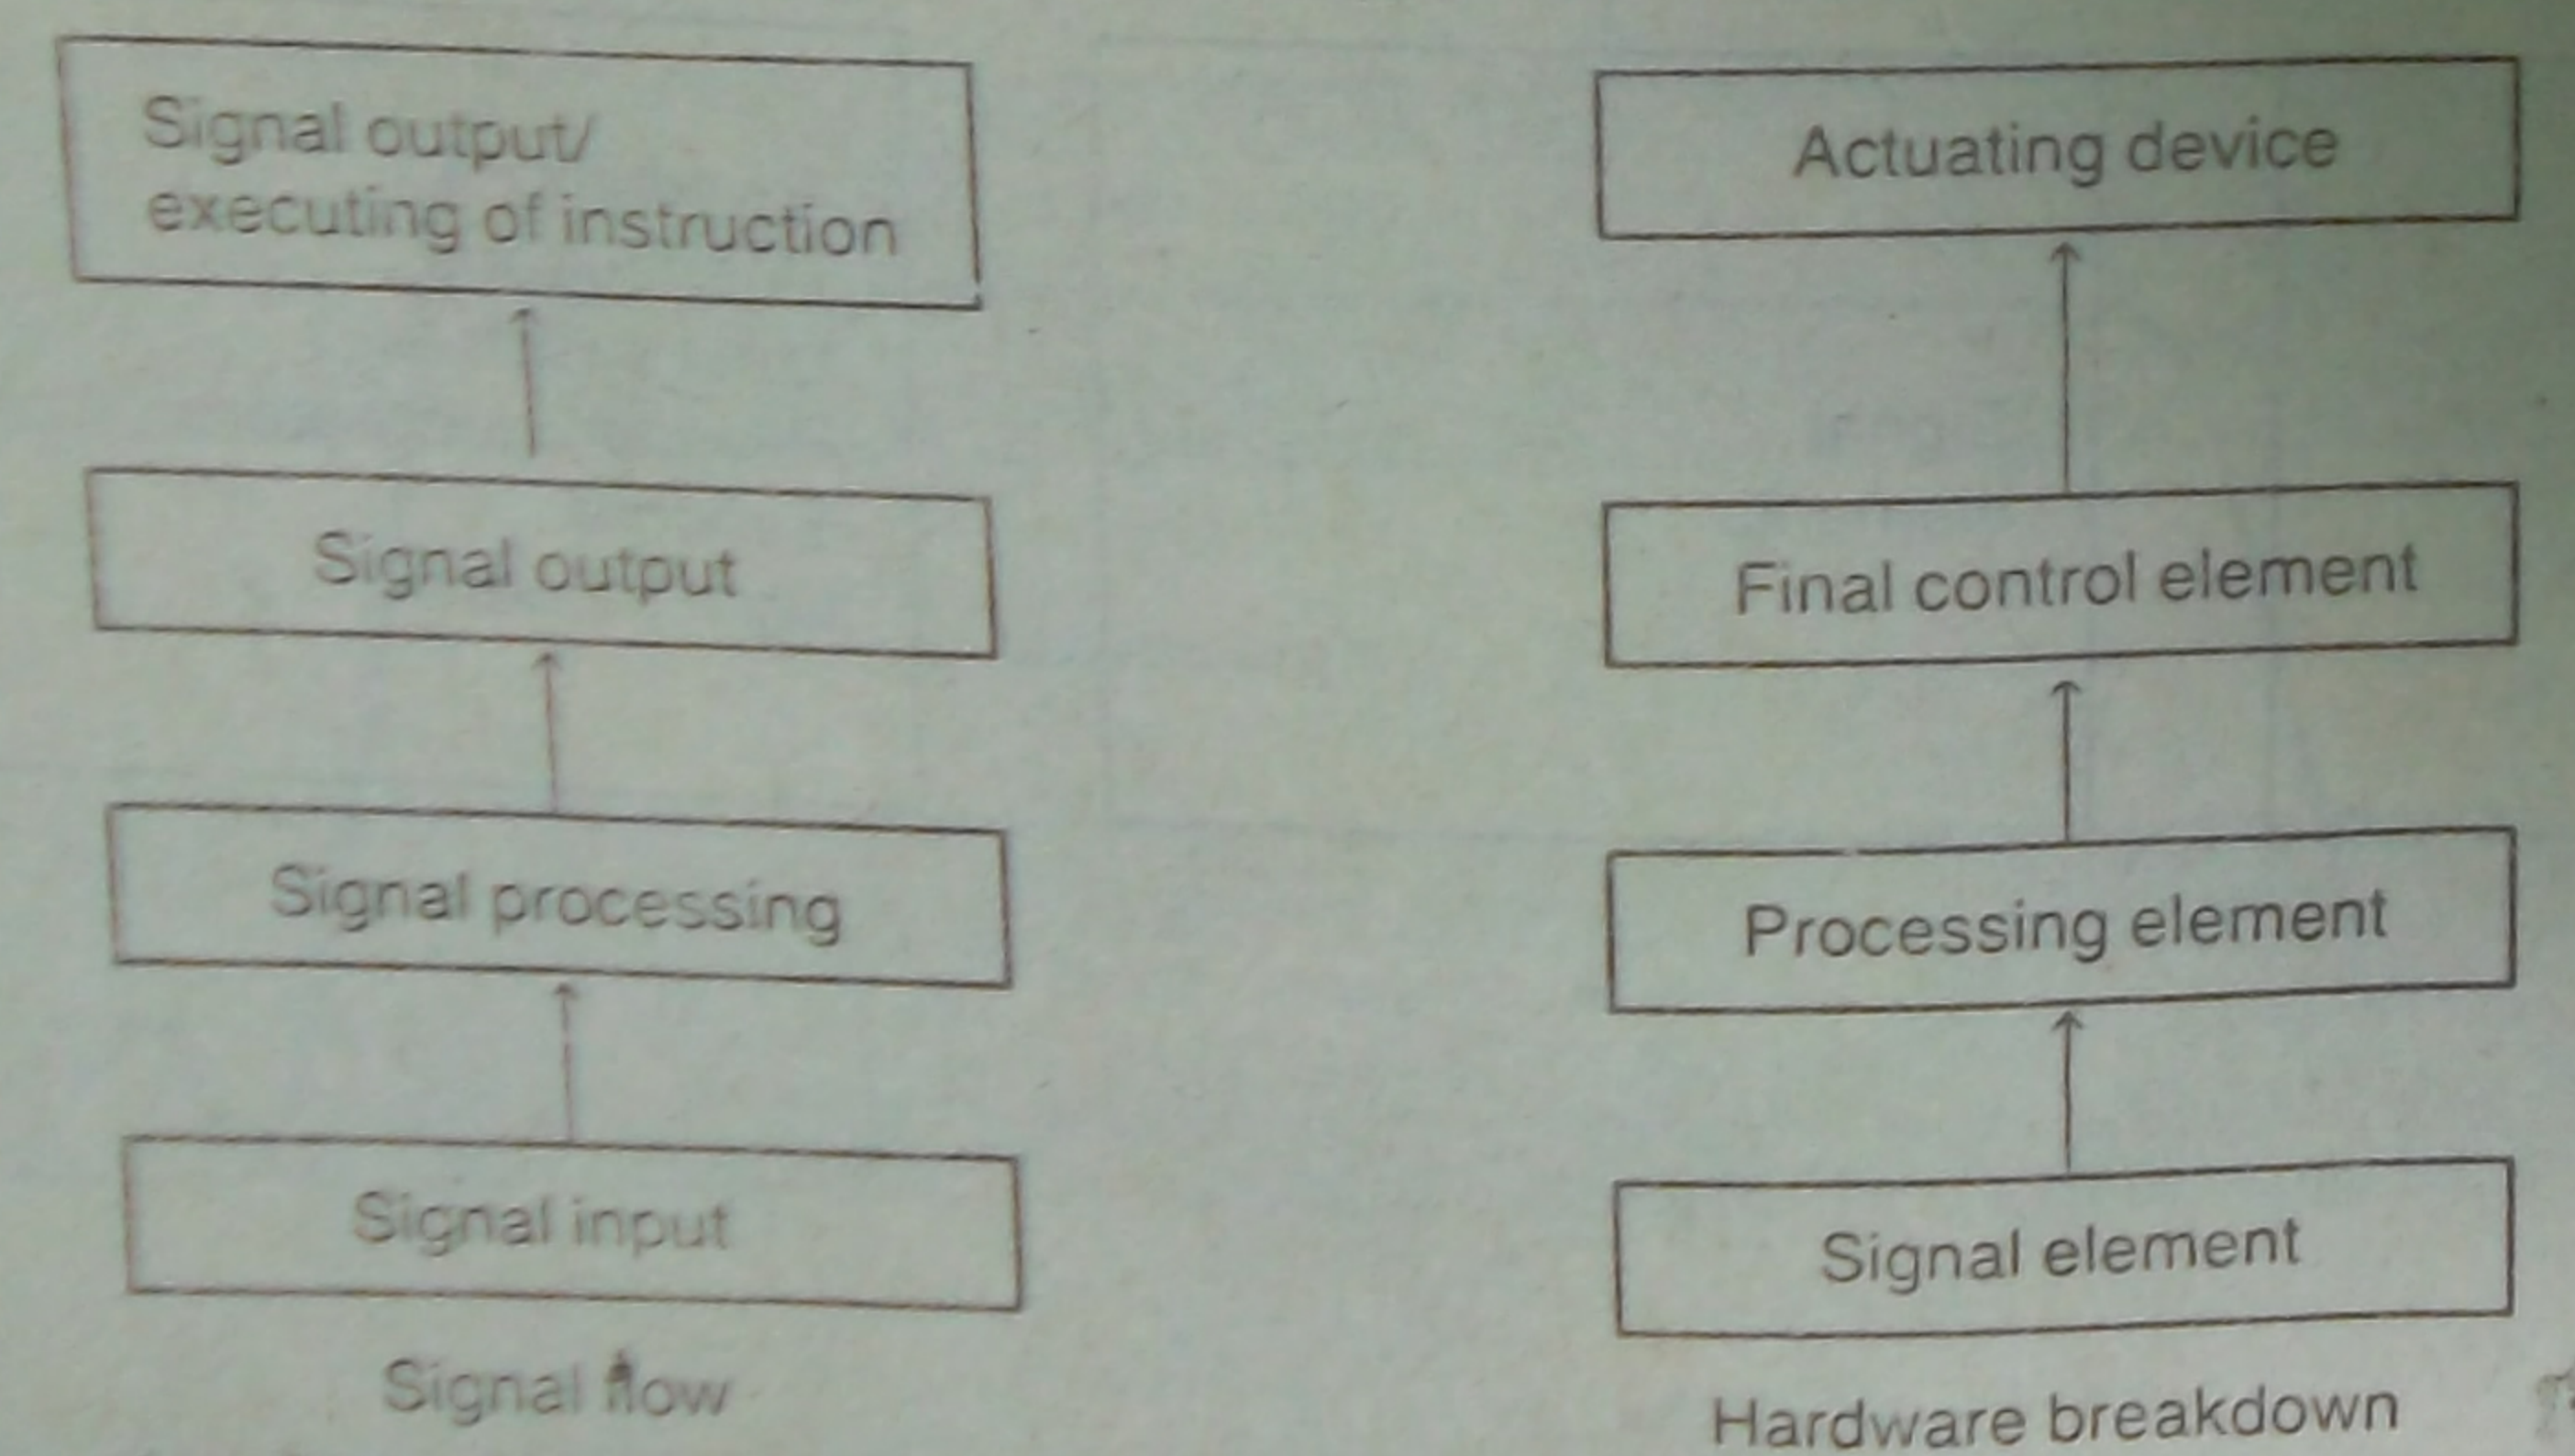 Signal output/
executing of instruction
Signal output
Signal processing
Signal input
Signal flow
Actuating device
Final control element
Processing element
Signal element
Hardware breakdown